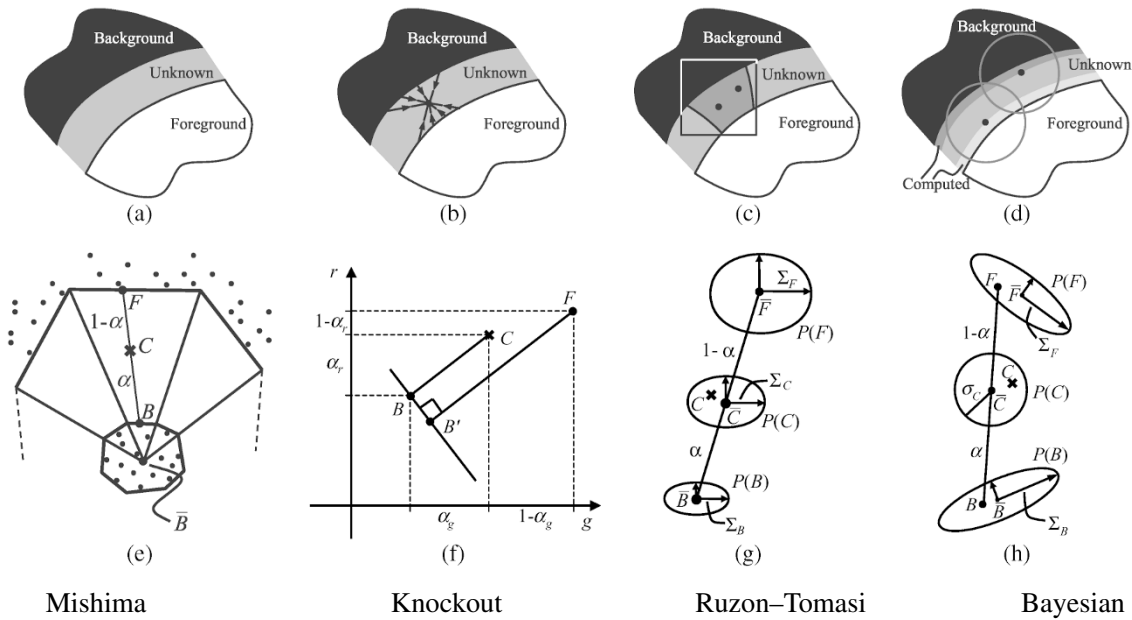 Background
Unknown
Foreground
(a)
Background
Unknown
Foreground
(b)
Background
Unknown
Foreground
(c)
Background
Unknown
Foreground
Computed
(d)
F
1-α
C
α
B
B̅
(e)
r
F
1-α_r
C
α_r
B
B'
α_g
1-α_g
g
(f)
Σ_F
F̅
P(F)
1- α
Σ_C
C
C̅
P(C)
α
P(B)
B̅
Σ_B
(g)
F
P(F)
F̅
1-α
Σ_F
C
σ_C
C̅
P(C)
α
P(B)
B
B̅
Σ_B
(h)
Mishima
Knockout
Ruzon–Tomasi
Bayesian